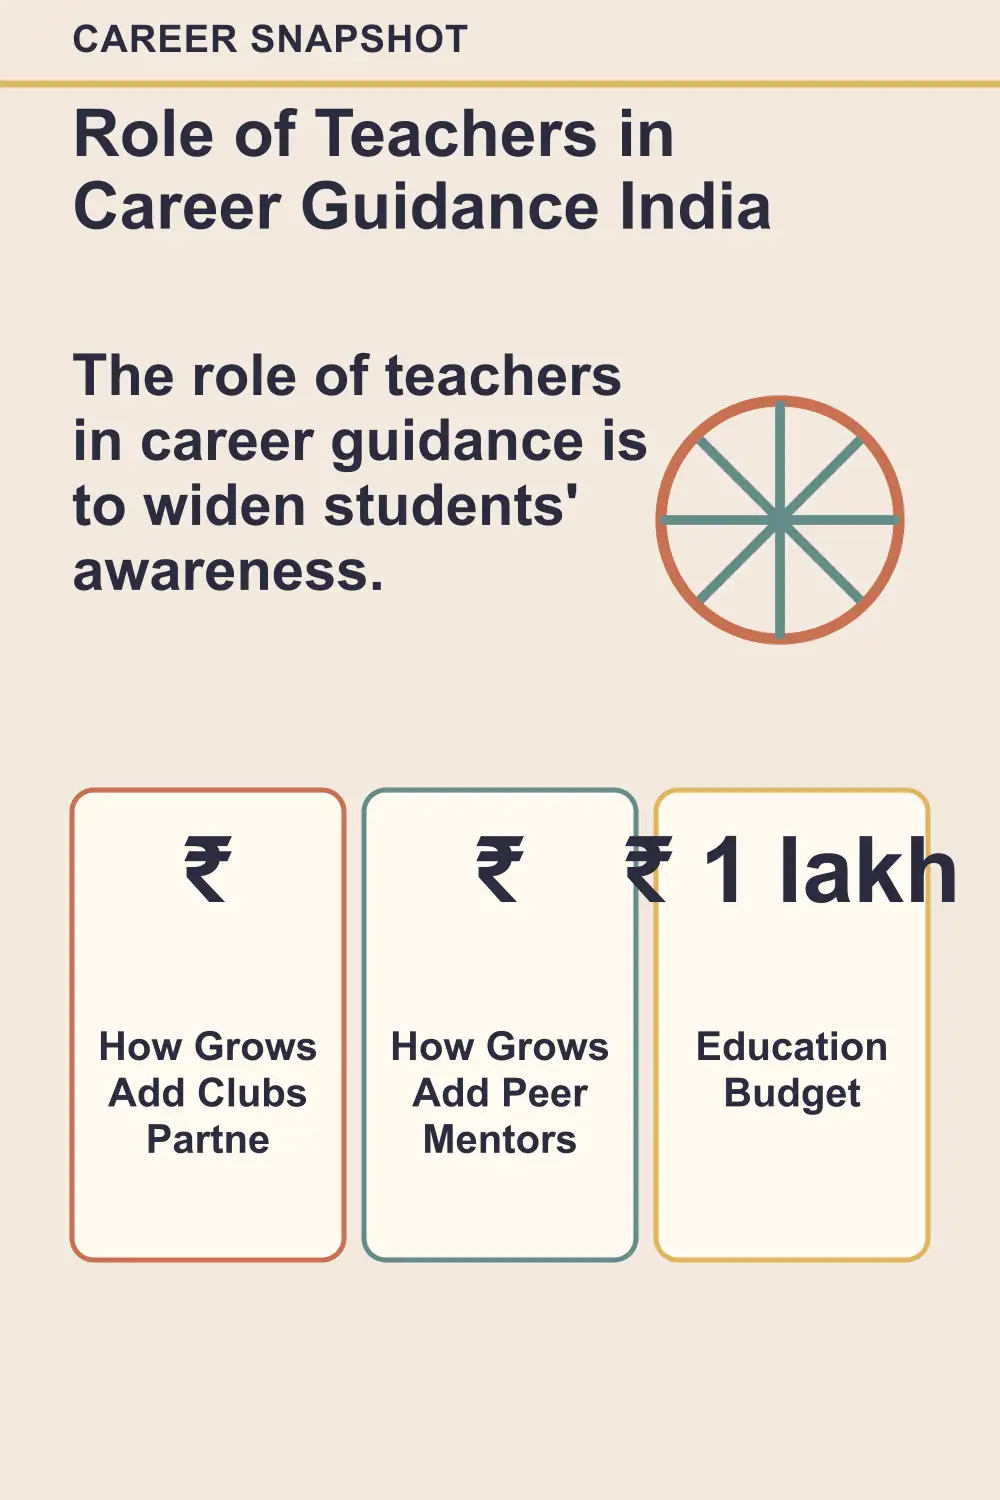 CAREER SNAPSHOT
Role of Teachers in
Career Guidance India
The role of teachers
in career guidance is
to widen students'
awareness.
₹
How Grows
Add Clubs
Partne
₹
How Grows
Add Peer
Mentors
₹ 1 lakh
Education
Budget